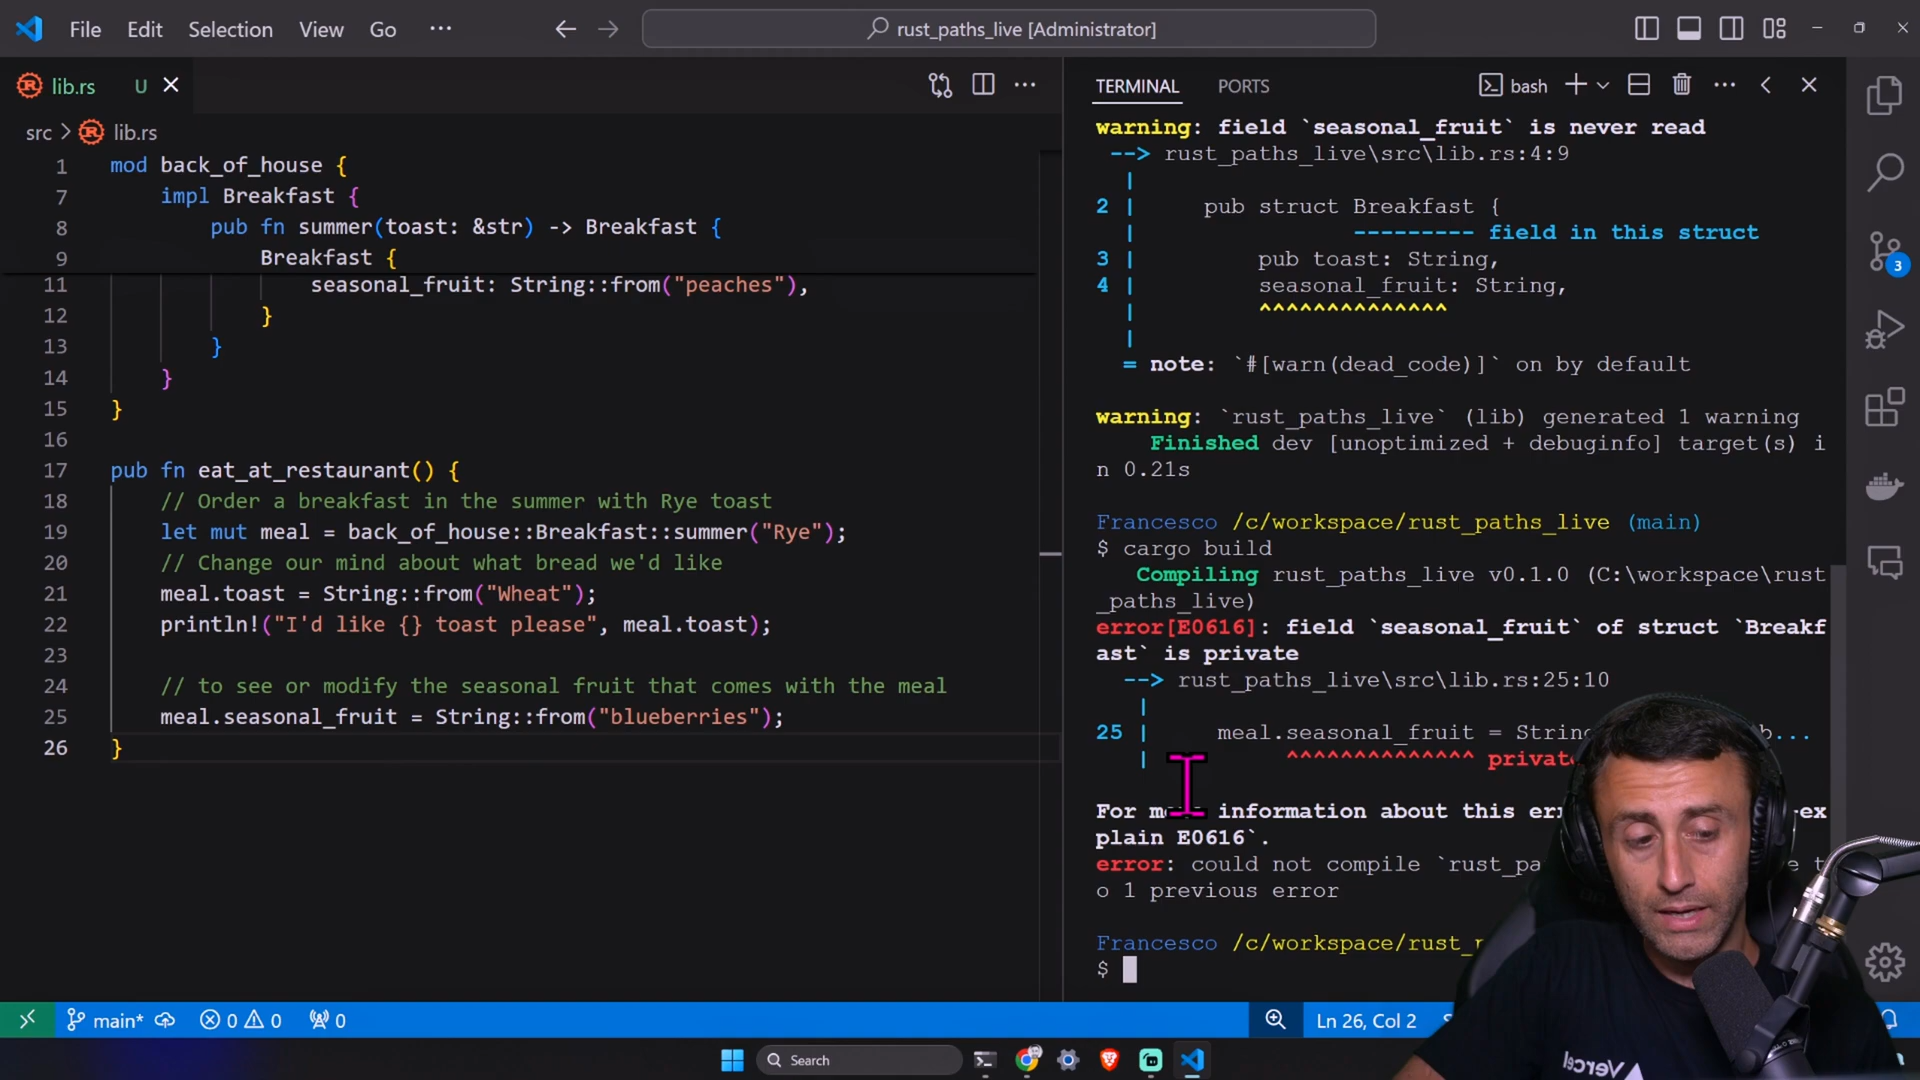 File Edit Selection View Go ··· rust_paths_live [Administrator]
lib.rs U
src > lib.rs
1 mod back_of_house {
7 impl Breakfast {
8 pub fn summer(toast: &str) -> Breakfast {
9 Breakfast {
11 seasonal_fruit: String::from("peaches"),
12 }
13 }
14 }
15 }
16
17 pub fn eat_at_restaurant() {
18 // Order a breakfast in the summer with Rye toast
19 let mut meal = back_of_house::Breakfast::summer("Rye");
20 // Change our mind about what bread we'd like
21 meal.toast = String::from("Wheat");
22 println!("I'd like {} toast please", meal.toast);
23
24 // to see or modify the seasonal fruit that comes with the meal
25 meal.seasonal_fruit = String::from("blueberries");
26 }
TERMINAL PORTS bash
warning: field `seasonal_fruit` is never read
--> rust_paths_live\src\lib.rs:4:9
|
2 | pub struct Breakfast {
| --------- field in this struct
3 | pub toast: String,
4 | seasonal_fruit: String,
| ^^^^^^^^^^^^^^
|
= note: `#[warn(dead_code)]` on by default
warning: `rust_paths_live` (lib) generated 1 warning
Finished dev [unoptimized + debuginfo] target(s) i
n 0.21s
Francesco /c/workspace/rust_paths_live (main)
$ cargo build
Compiling rust_paths_live v0.1.0 (C:\workspace\rust
_paths_live)
error[E0616]: field `seasonal_fruit` of struct `Breakf
ast` is private
--> rust_paths_live\src\lib.rs:25:10
|
25 | meal.seasonal_fruit = String b...
| ^^^^^^^^^^^^^^ private
For information about this ex
plain E0616`.
error: could not compile `rust_pa t
o 1 previous error
Francesco /c/workspace/rust_
$
3
main* 0 0 0 Ln 26, Col 2
Search
Vercel